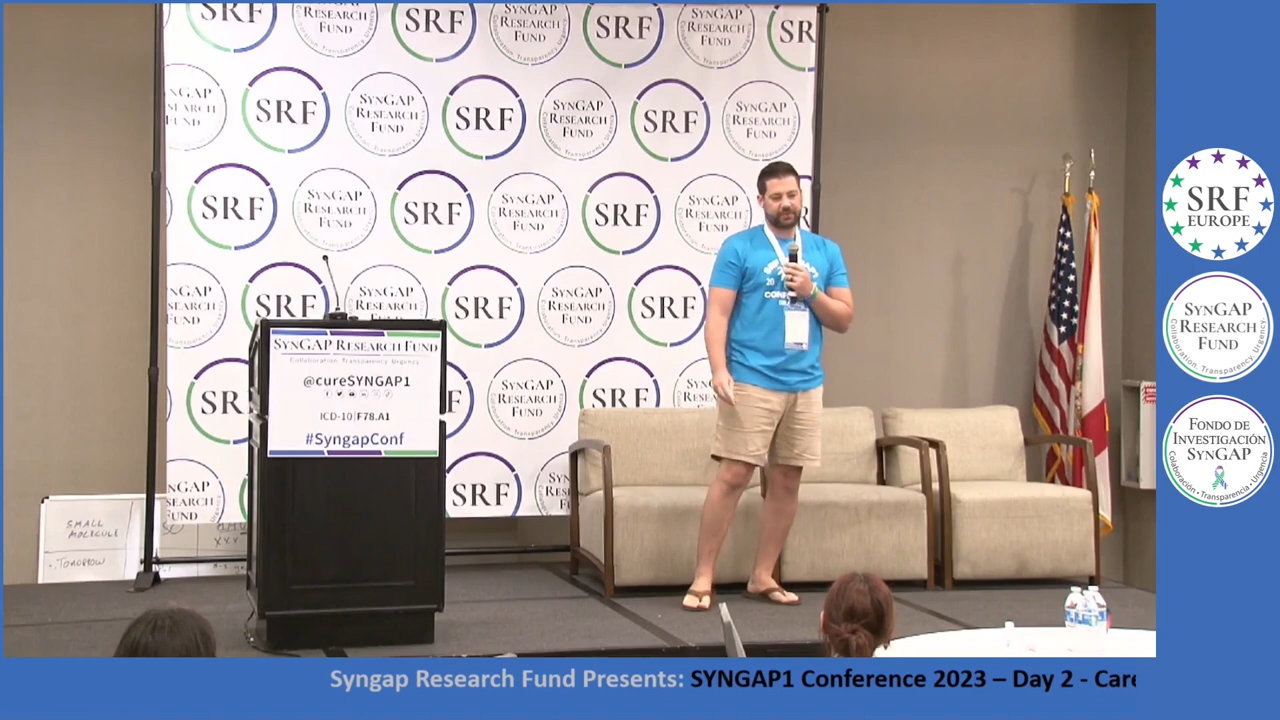 SRF
SYNGAP
RESEARCH
FUND
Collaboration, Transparency, Urgency
SYNGAP RESEARCH FUND
Collaboration. Transparency. Urgency
@cureSYNGAP1
ICD-10|F78.A1
#SyngapConf
SMALL
MOLECULE
TOMORROW
20
SRF
EUROPE
SYNGAP
RESEARCH
FUND
Collaboration, Transparency, Urgency
FONDO DE
INVESTIGACIÓN
SYNGAP
Colaboración • Transparencia • Urgencia
Syngap Research Fund Presents: SYNGAP1 Conference 2023 – Day 2 - Care